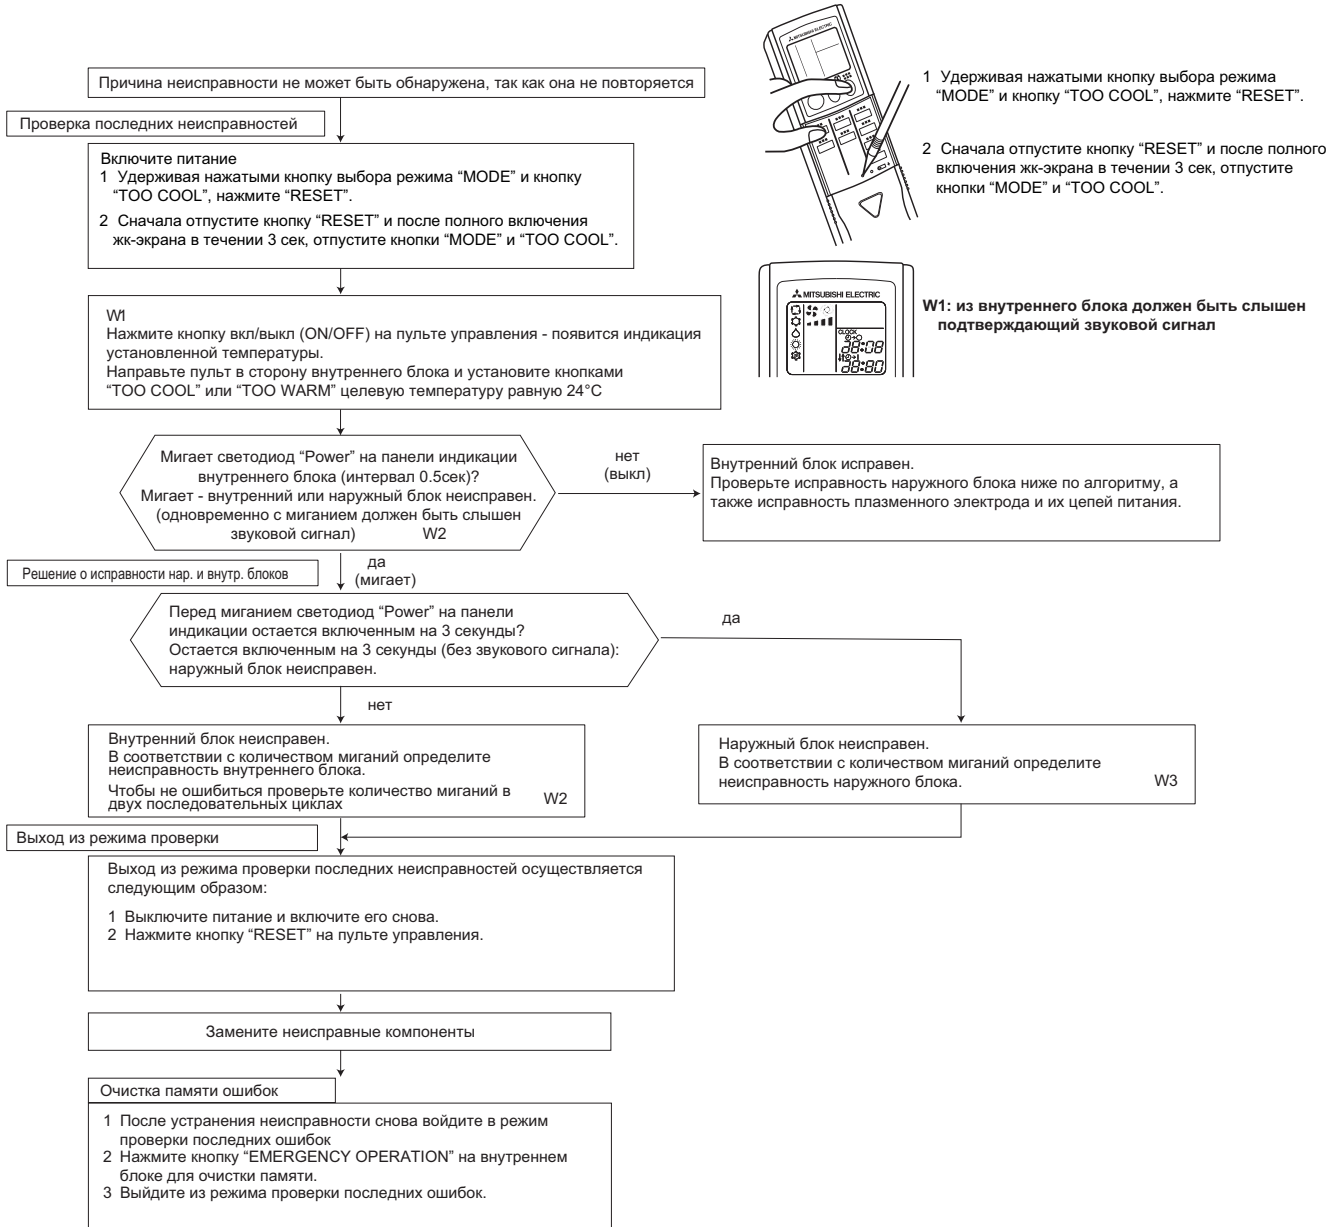 Причина неисправности не может быть обнаружена, так как она не повторяется
Проверка последних неисправностей
Включите питание
1 Удерживая нажатыми кнопку выбора режима “MODE” и кнопку
“TOO COOL”, нажмите “RESET”.
2 Сначала отпустите кнопку “RESET” и после полного включения
жк-экрана в течении 3 сек, отпустите кнопки “MODE” и “TOO COOL”.
MITSUBISHI ELECTRIC
1 Удерживая нажатыми кнопку выбора режима
“MODE” и кнопку “TOO COOL”, нажмите “RESET”.
2 Сначала отпустите кнопку “RESET” и после полного
включения жк-экрана в течении 3 сек, отпустите
кнопки “MODE” и “TOO COOL”.
MITSUBISHI ELECTRIC
CLOCK
28:08
28:80
W1: из внутреннего блока должен быть слышен
подтверждающий звуковой сигнал
W1
Нажмите кнопку вкл/выкл (ON/OFF) на пульте управления - появится индикация
установленной температуры.
Направьте пульт в сторону внутреннего блока и установите кнопками
“TOO COOL” или “TOO WARM” целевую температуру равную 24°C
Мигает светодиод “Power” на панели индикации
внутреннего блока (интервал 0.5сек)?
Мигает - внутренний или наружный блок неисправен.
(одновременно с миганием должен быть слышен
звуковой сигнал) W2
нет
(выкл)
Внутренний блок исправен.
Проверьте исправность наружного блока ниже по алгоритму, а
также исправность плазменного электрода и их цепей питания.
да
(мигает)
Решение о исправности нар. и внутр. блоков
Перед миганием светодиод “Power” на панели
индикации остается включенным на 3 секунды?
Остается включенным на 3 секунды (без звукового сигнала):
наружный блок неисправен.
да
нет
Внутренний блок неисправен.
В соответствии с количеством миганий определите
неисправность внутреннего блока.
Чтобы не ошибиться проверьте количество миганий в
двух последовательных циклах W2
Наружный блок неисправен.
В соответствии с количеством миганий определите
неисправность наружного блока. W3
Выход из режима проверки
Выход из режима проверки последних неисправностей осуществляется
следующим образом:
1 Выключите питание и включите его снова.
2 Нажмите кнопку “RESET” на пульте управления.
Замените неисправные компоненты
Очистка памяти ошибок
1 После устранения неисправности снова войдите в режим
проверки последних ошибок
2 Нажмите кнопку “EMERGENCY OPERATION” на внутреннем
блоке для очистки памяти.
3 Выйдите из режима проверки последних ошибок.